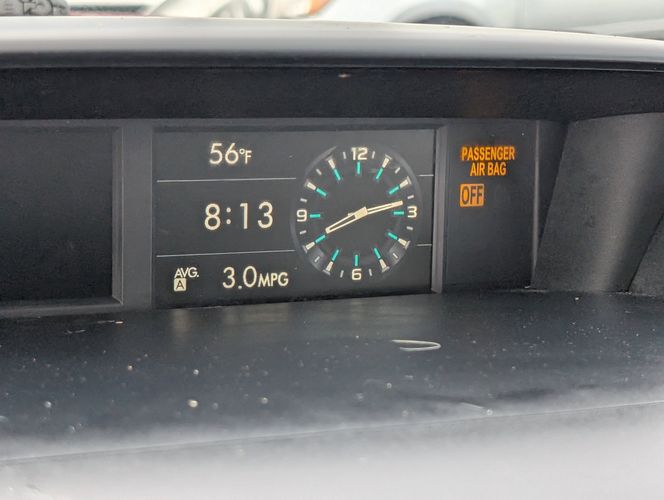 56°F
8:13
AVG.
A
3.0MPG
12
3
6
9
PASSENGER
AIR BAG
OFF